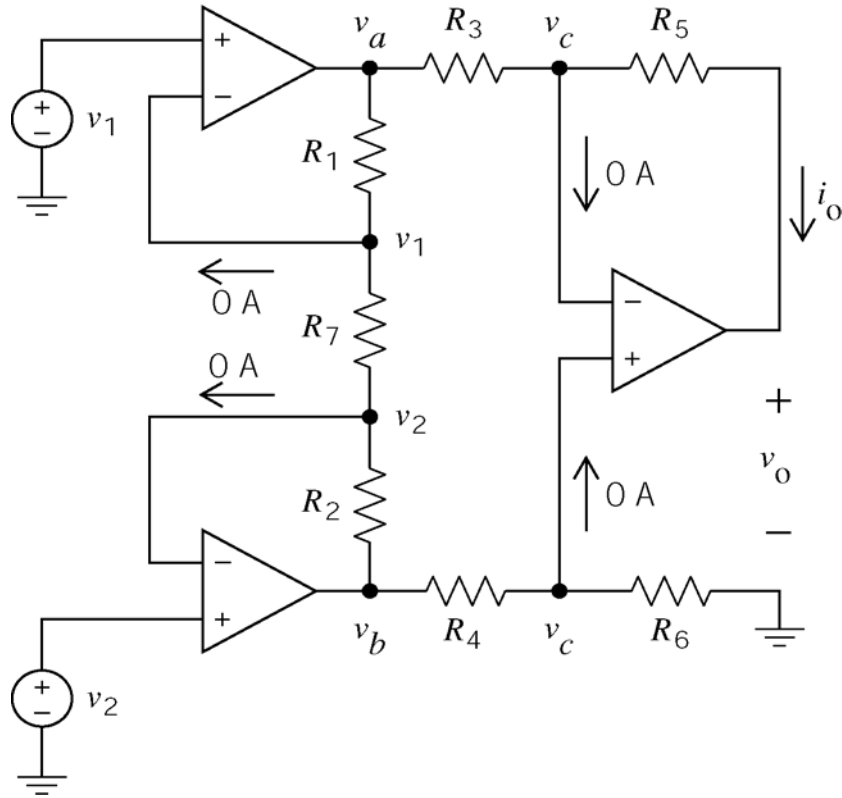 v_a R_3 v_c R_5
+
−
+
− v_1
R_1
0 A
i_o
v_1
0 A
R_7
−
+
0 A
+
v_2
v_o
R_2
0 A
−
−
+
v_b R_4 v_c R_6
+
− v_2